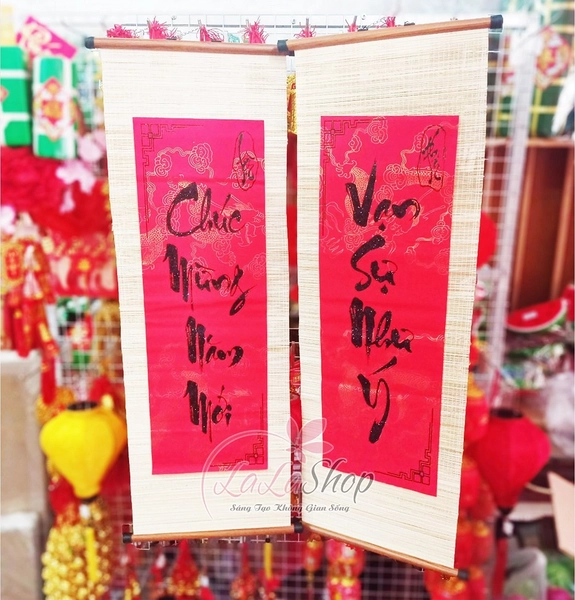 Chúc
Mừng
Năm
Mới
Vạn
Sự
Như
Ý
LaLaShop
Sáng Tạo Không Gian Sống